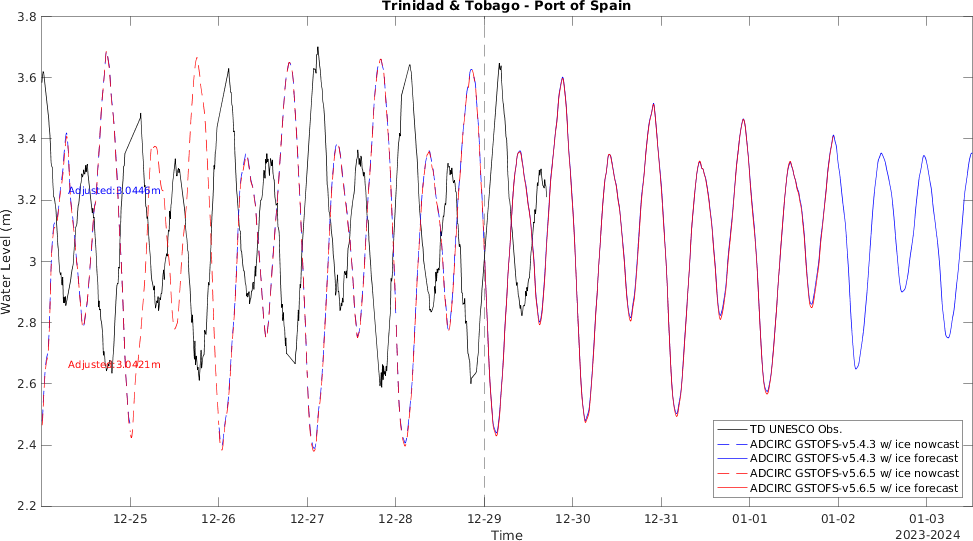 Trinidad & Tobago - Port of Spain
3.8
3.6
3.4
3.2
3
2.8
2.6
2.4
2.2
Water Level (m)
Adjusted:3.0446m
Adjusted:3.0421m
12-25 12-26 12-27 12-28 12-29 12-30 12-31 01-01 01-02 01-03
Time
2023-2024
TD UNESCO Obs.
ADCIRC GSTOFS-v5.4.3 w/ ice nowcast
ADCIRC GSTOFS-v5.4.3 w/ ice forecast
ADCIRC GSTOFS-v5.6.5 w/ ice nowcast
ADCIRC GSTOFS-v5.6.5 w/ ice forecast